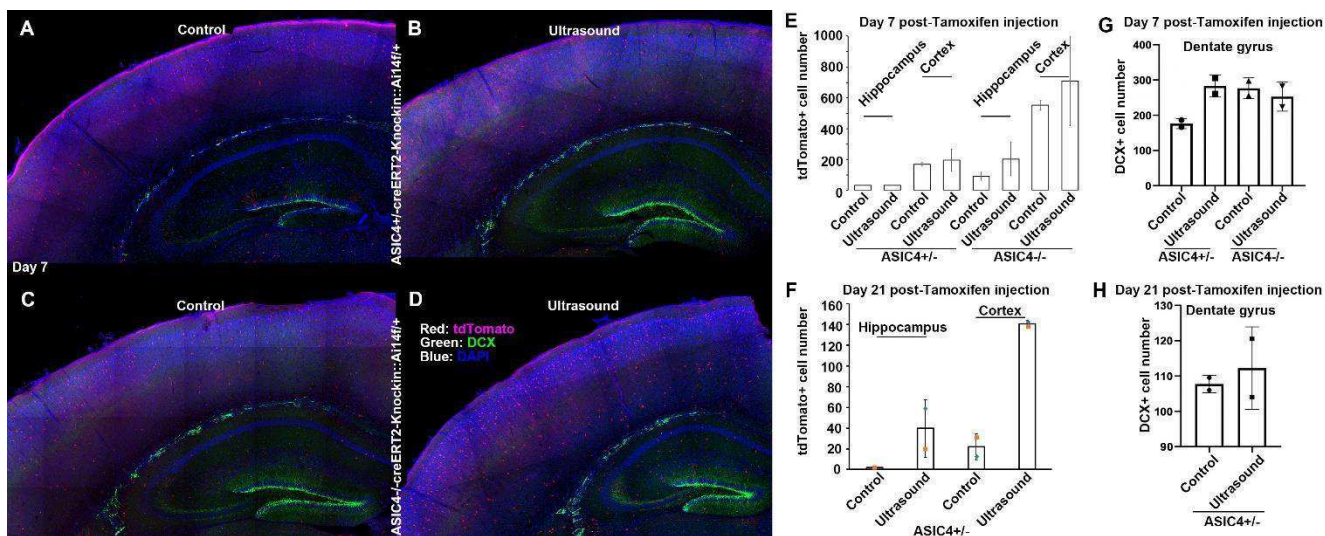 A
Control
ASIC4+/-creERT2-Knockin::Ai14f/+
B
Ultrasound
Day 7
C
Control
ASIC4-/-creERT2-Knockin::Ai14f/+
D
Ultrasound
Red: tdTomato
Green: DCX
Blue: DAPI
E
Day 7 post-Tamoxifen injection
tdTomato+ cell number
1000
800
600
400
200
0
Hippocampus
Cortex
Hippocampus
Cortex
Control
Ultrasound
Control
Ultrasound
Control
Ultrasound
Control
Ultrasound
ASIC4+/-
ASIC4-/-
F
Day 21 post-Tamoxifen injection
tdTomato+ cell number
160
140
120
100
80
60
40
20
0
Hippocampus
Cortex
Control
Ultrasound
Control
Ultrasound
ASIC4+/-
G
Day 7 post-Tamoxifen injection
Dentate gyrus
DCX+ cell number
400
300
200
100
0
Control
Ultrasound
Control
Ultrasound
ASIC4+/-
ASIC4-/-
H
Day 21 post-Tamoxifen injection
Dentate gyrus
DCX+ cell number
130
120
110
100
90
Control
Ultrasound
ASIC4+/-